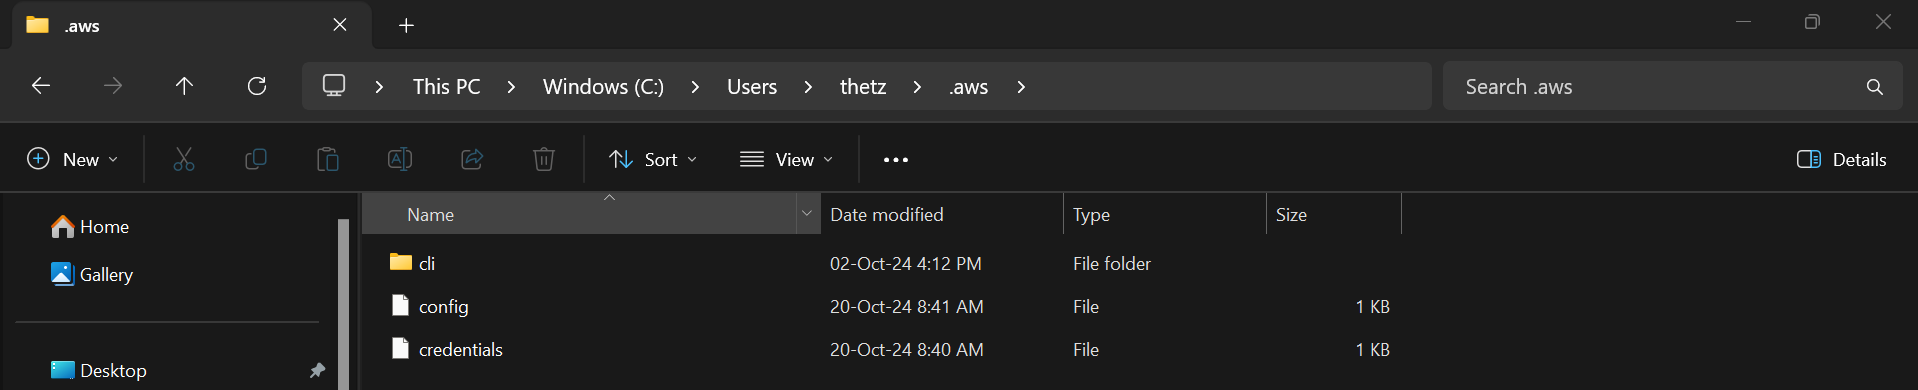 .aws
This PC > Windows (C:) > Users > thetz > .aws >
Search .aws
New
Sort
View
Details
Home
Gallery
Desktop
Name Date modified Type Size
cli 02-Oct-24 4:12 PM File folder
config 20-Oct-24 8:41 AM File 1 KB
credentials 20-Oct-24 8:40 AM File 1 KB